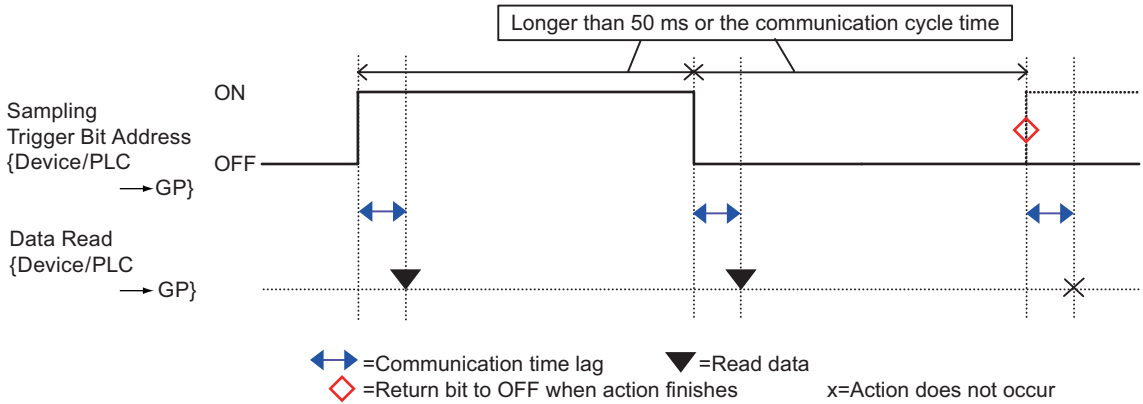 Longer than 50 ms or the communication cycle time
ON
Sampling
Trigger Bit Address
{Device/PLC
OFF
→ GP}
Data Read
{Device/PLC
→ GP}
=Communication time lag
=Read data
=Return bit to OFF when action finishes
x=Action does not occur